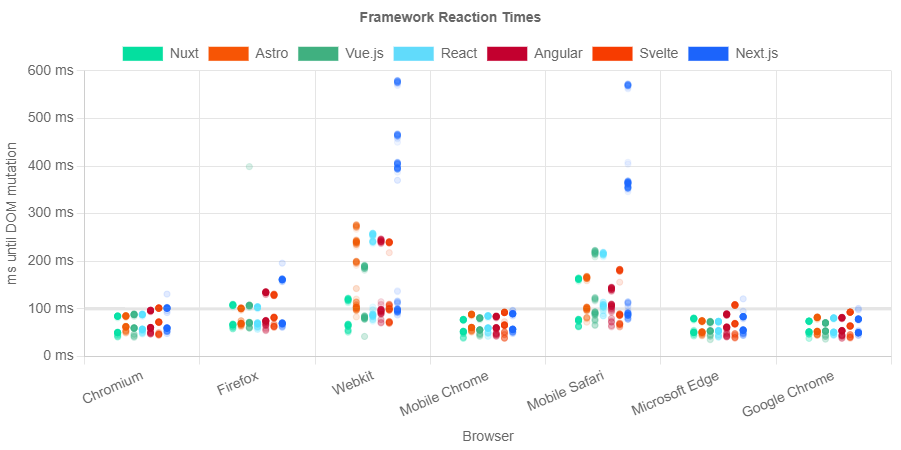 Framework Reaction Times
Nuxt Astro Vue.js React Angular Svelte Next.js
600 ms
500 ms
400 ms
300 ms
200 ms
100 ms
0 ms
ms until DOM mutation
Chromium Firefox Webkit Mobile Chrome Mobile Safari Microsoft Edge Google Chrome
Browser